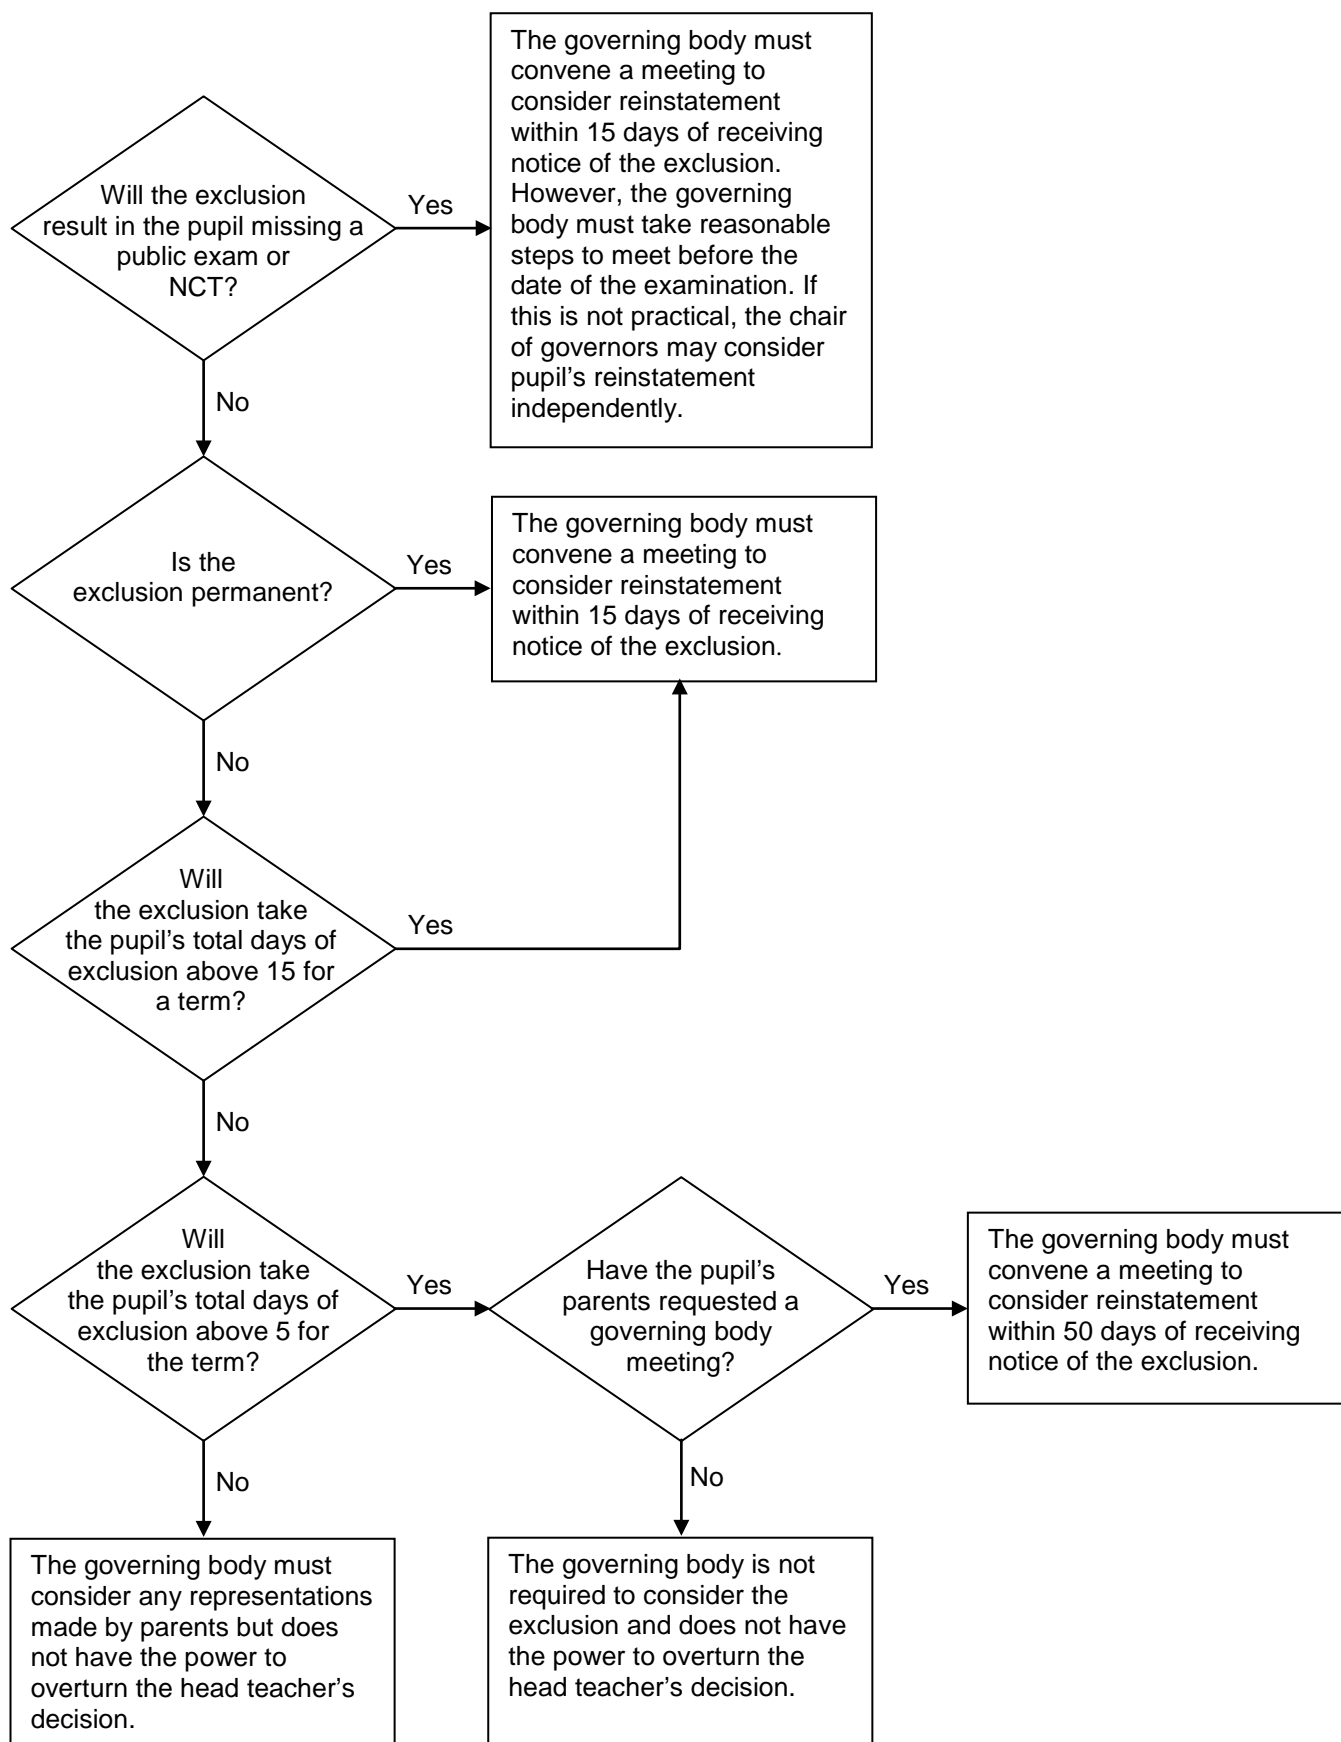 The governing body must
convene a meeting to
consider reinstatement
within 15 days of receiving
notice of the exclusion.
However, the governing
body must take reasonable
steps to meet before the
date of the examination. If
this is not practical, the chair
of governors may consider
pupil’s reinstatement
independently.
Will the exclusion
result in the pupil missing a
public exam or
NCT?
Yes
No
Is the
exclusion permanent?
Yes
The governing body must
convene a meeting to
consider reinstatement
within 15 days of receiving
notice of the exclusion.
No
Will
the exclusion take
the pupil’s total days of
exclusion above 15 for
a term?
Yes
No
Will
the exclusion take
the pupil’s total days of
exclusion above 5 for
the term?
Yes
Have the pupil’s
parents requested a
governing body
meeting?
Yes
The governing body must
convene a meeting to
consider reinstatement
within 50 days of receiving
notice of the exclusion.
No
No
The governing body must
consider any representations
made by parents but does
not have the power to
overturn the head teacher’s
decision.
The governing body is not
required to consider the
exclusion and does not have
the power to overturn the
head teacher’s decision.